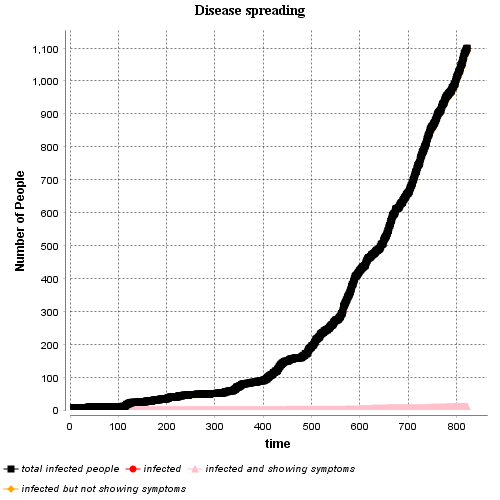 Disease spreading
1,100
1,000
900
800
700
600
500
400
300
200
100
0
Number of People
0 100 200 300 400 500 600 700 800
time
total infected people infected infected and showing symptoms
infected but not showing symptoms